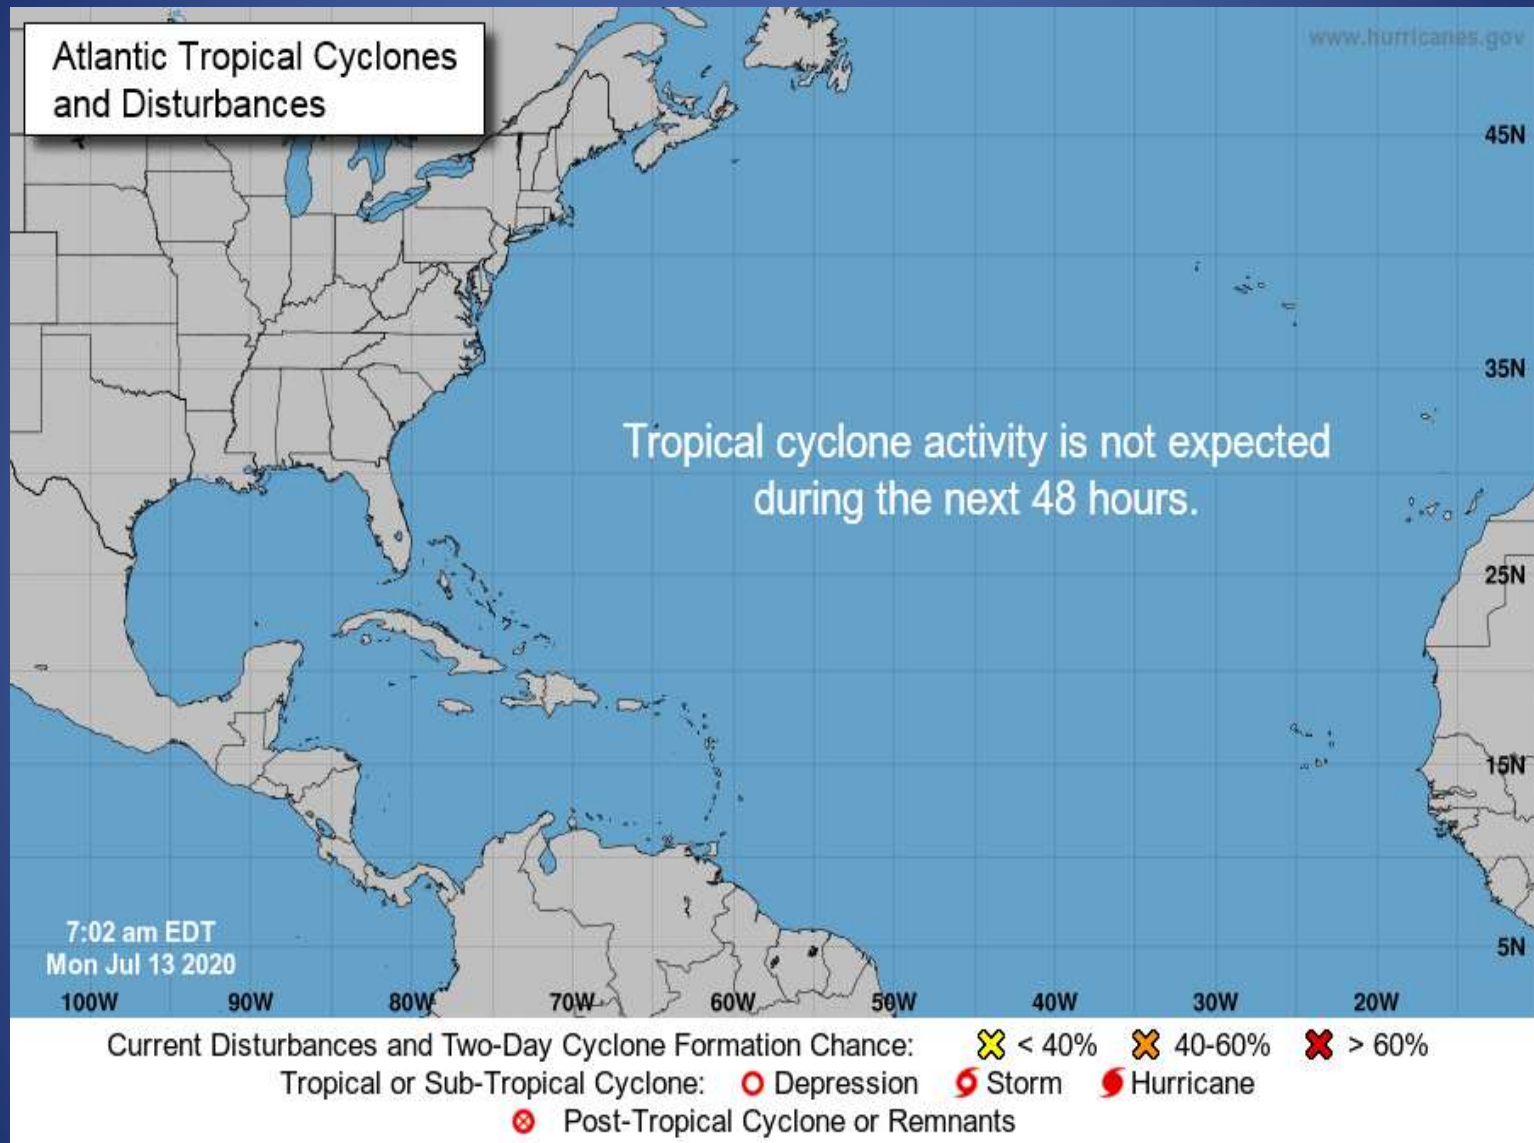 Atlantic Tropical Cyclones
and Disturbances
www.hurricanes.gov
45N
35N
Tropical cyclone activity is not expected
during the next 48 hours.
25N
15N
7:02 am EDT
Mon Jul 13 2020
5N
100W 90W 80W 70W 60W 50W 40W 30W 20W
Current Disturbances and Two-Day Cyclone Formation Chance: < 40% 40-60% > 60%
Tropical or Sub-Tropical Cyclone: Depression Storm Hurricane
Post-Tropical Cyclone or Remnants